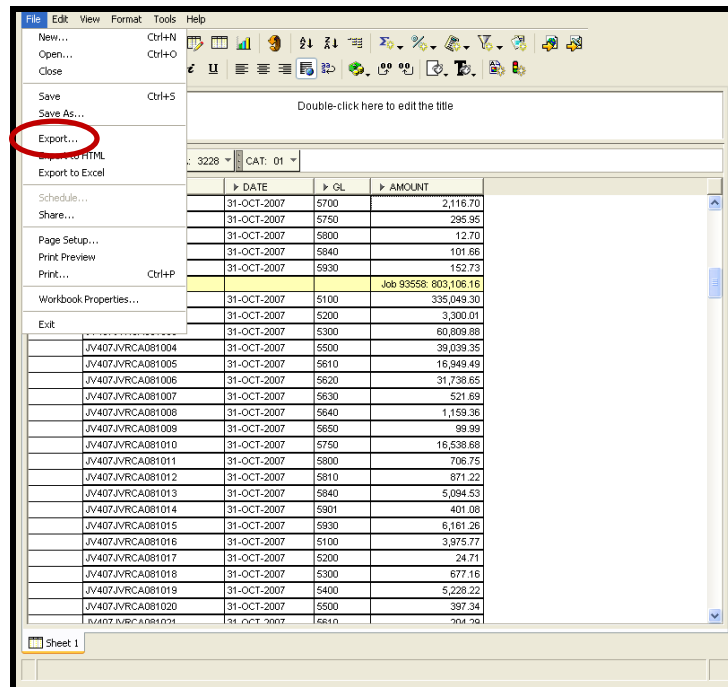 File Edit View Format Tools Help
New... Ctrl+N
Open... Ctrl+O
Close
Save Ctrl+S
Save As...
Export...
Export to HTML
Export to Excel
Schedule...
Share...
Page Setup...
Print Preview
Print... Ctrl+P
Workbook Properties...
Exit
Double-click here to edit the title
: 3228 CAT: 01
DATE GL AMOUNT
31-OCT-2007 5700 2,116.70
31-OCT-2007 5750 295.95
31-OCT-2007 5800 12.70
31-OCT-2007 5840 101.66
31-OCT-2007 5930 152.73
Job 93558: 803,106.16
31-OCT-2007 5100 335,049.30
31-OCT-2007 5200 3,300.01
31-OCT-2007 5300 60,809.88
JV407JVRCA081004 31-OCT-2007 5500 39,039.35
JV407JVRCA081005 31-OCT-2007 5610 16,949.49
JV407JVRCA081006 31-OCT-2007 5620 31,738.65
JV407JVRCA081007 31-OCT-2007 5630 521.69
JV407JVRCA081008 31-OCT-2007 5640 1,159.36
JV407JVRCA081009 31-OCT-2007 5650 99.99
JV407JVRCA081010 31-OCT-2007 5750 16,538.68
JV407JVRCA081011 31-OCT-2007 5800 706.75
JV407JVRCA081012 31-OCT-2007 5810 871.22
JV407JVRCA081013 31-OCT-2007 5840 5,094.53
JV407JVRCA081014 31-OCT-2007 5901 401.08
JV407JVRCA081015 31-OCT-2007 5930 6,161.26
JV407JVRCA081016 31-OCT-2007 5100 3,975.77
JV407JVRCA081017 31-OCT-2007 5200 24.71
JV407JVRCA081018 31-OCT-2007 5300 677.16
JV407JVRCA081019 31-OCT-2007 5400 5,228.22
JV407JVRCA081020 31-OCT-2007 5500 397.34
JV407JVRCA081021 31-OCT-2007 5610 204.29
Sheet 1